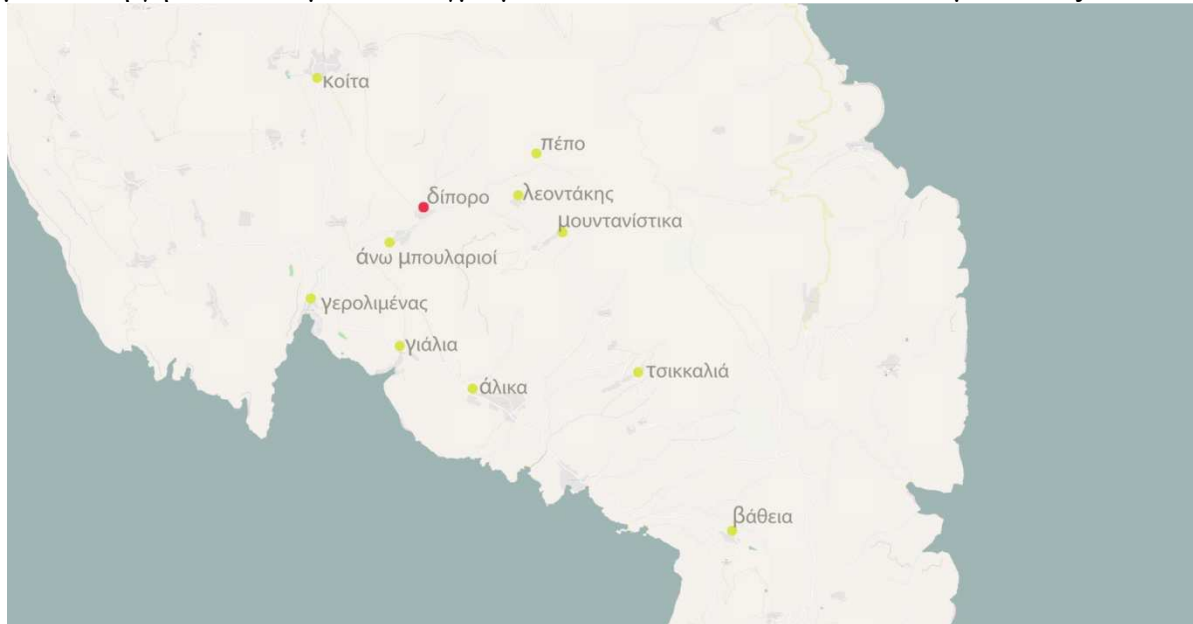 κοίτα
πέπο
λεοντάκης
δίπορο
μουντανίστικα
άνω μπουλαριοί
γερολιμένας
γιάλια
τσικκαλιά
άλικα
βάθεια